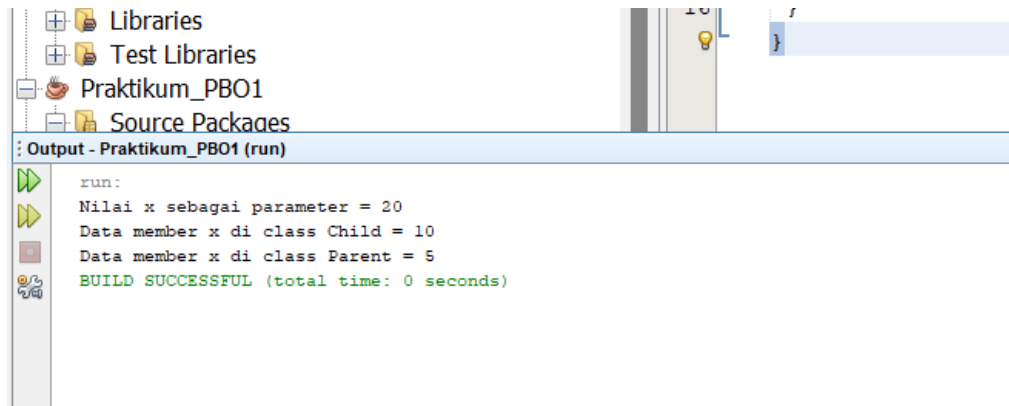 Libraries
Test Libraries
Praktikum_PBO1
Source Packages
16 }
}
Output - Praktikum_PBO1 (run)
run:
Nilai x sebagai parameter = 20
Data member x di class Child = 10
Data member x di class Parent = 5
BUILD SUCCESSFUL (total time: 0 seconds)